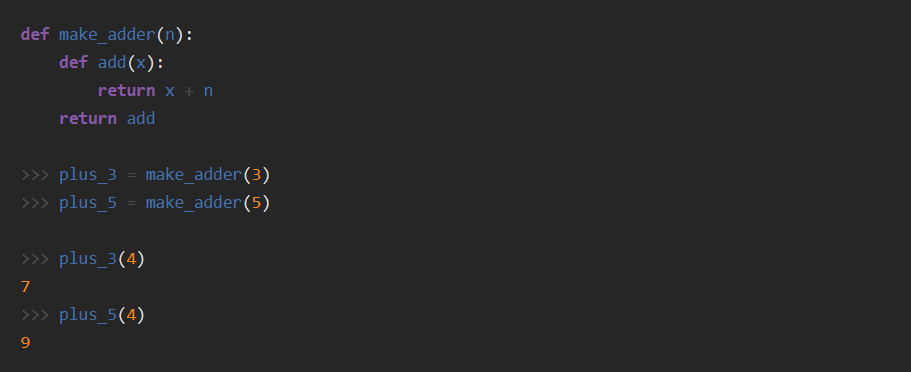 def make_adder(n):
    def add(x):
        return x + n
    return add
>>> plus_3 = make_adder(3)
>>> plus_5 = make_adder(5)
>>> plus_3(4)
7
>>> plus_5(4)
9